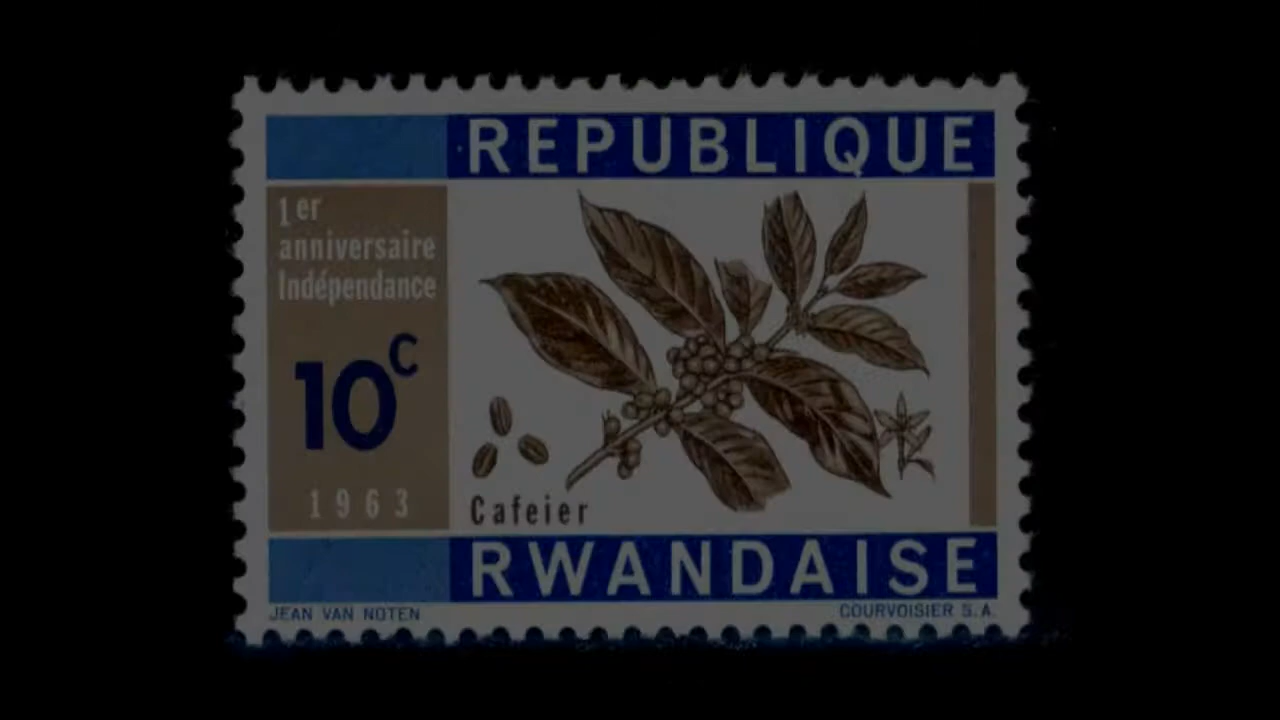 REPUBLIQUE
1er
anniversaire
Indépendance
10c
1963
Cafeier
RWANDAISE
JEAN VAN NOTEN
COURVOISIER S.A.